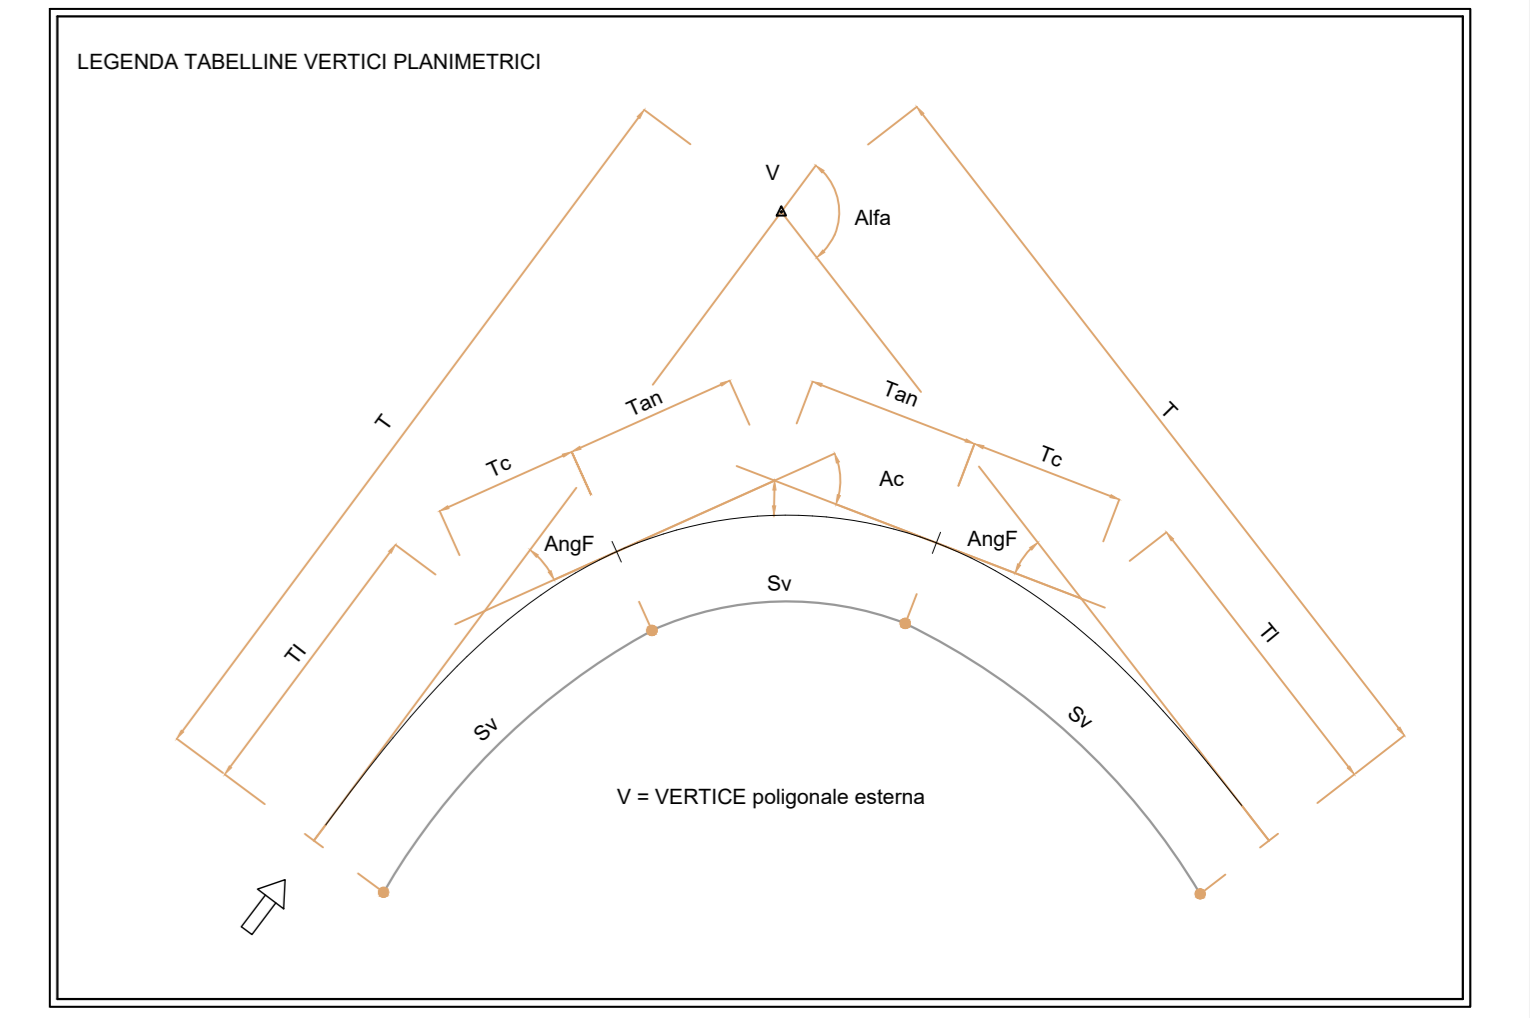 LEGENDA TABELLINE VERTICI PLANIMETRICI
V
Alfa
T
T
Tan
Tan
Tc
Tc
Ac
AngF
AngF
Sv
Tl
Tl
Sv
Sv
V = VERTICE poligonale esterna